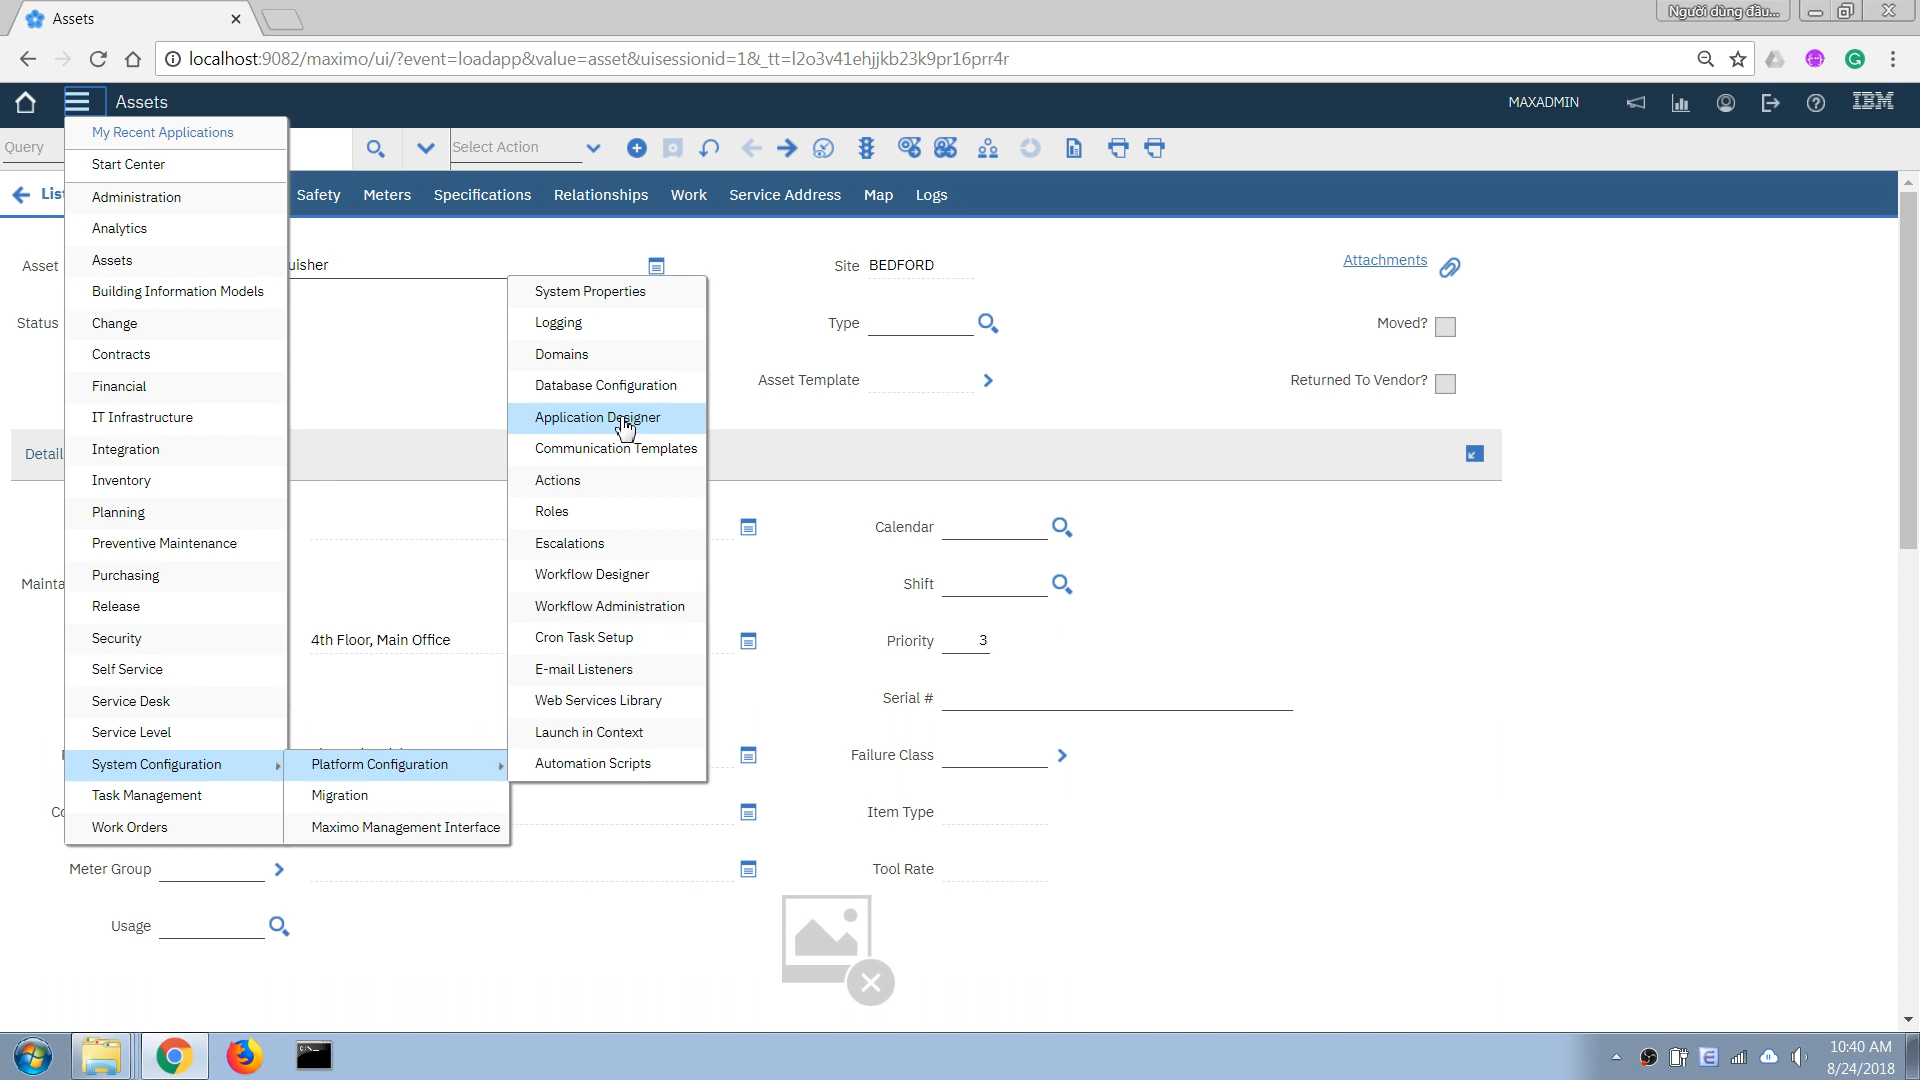 Assets
Người dùng đầu...
localhost:9082/maximo/ui/?event=loadapp&value=asset&uisessionid=1&_tt=l2o3v41ehjjkb23k9pr16prr4r
Assets
MAXADMIN
IBM
My Recent Applications
Start Center
Administration
Analytics
Assets
Building Information Models
Change
Contracts
Financial
IT Infrastructure
Integration
Inventory
Planning
Preventive Maintenance
Purchasing
Release
Security
Self Service
Service Desk
Service Level
System Configuration
Task Management
Work Orders
Platform Configuration
Migration
Maximo Management Interface
System Properties
Logging
Domains
Database Configuration
Application Designer
Communication Templates
Actions
Roles
Escalations
Workflow Designer
Workflow Administration
Cron Task Setup
E-mail Listeners
Web Services Library
Launch in Context
Automation Scripts
Query
Select Action
List Safety Meters Specifications Relationships Work Service Address Map Logs
Asset uisher Site BEDFORD Attachments
Status Type Moved?
Asset Template Returned To Vendor?
Detail
Calendar
Mainta Shift
4th Floor, Main Office Priority 3
Serial #
Failure Class
Item Type
Meter Group Tool Rate
Usage
10:40 AM
8/24/2018